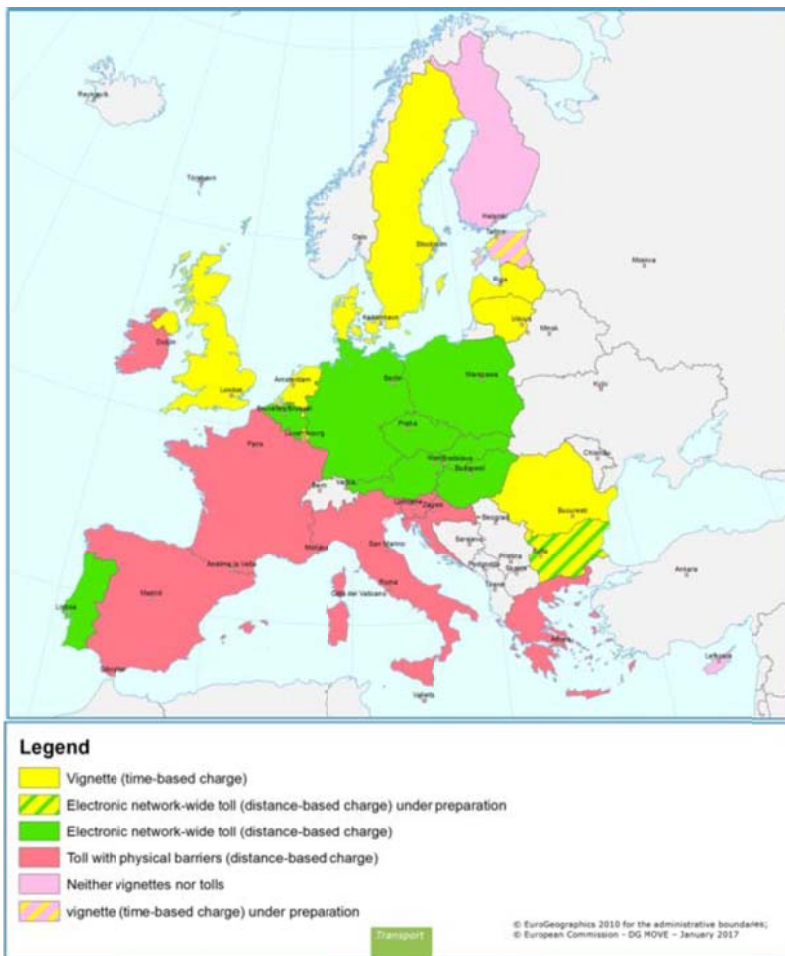 Reykjavík
Tórshavn
Helsinki
Tallinn
Oslo
Stockholm
Moskva
Riga
København
Vilnius
Minsk
Dublin
Amsterdam
Berlin
Warszawa
London
Kyiv
Luxembourg
Praha
Paris
Budapest
Chisinau
Bern
Vaduz
Ljubljana
Zagreb
Beograd
Bucuresti
San Marino
Sarajevo
Monaco
Pristina
Sofia
Andorra la Vella
Podgorica
Skopje
Roma
Città del Vaticano
Tirana
Ankara
Madrid
Lisboa
Athina
Gibraltar
Lefkosia
Valletta
Legend
Vignette (time-based charge)
Electronic network-wide toll (distance-based charge) under preparation
Electronic network-wide toll (distance-based charge)
Toll with physical barriers (distance-based charge)
Neither vignettes nor tolls
vignette (time-based charge) under preparation
Transport
© EuroGeographics 2010 for the administrative boundaries;
© European Commission - DG MOVE – January 2017